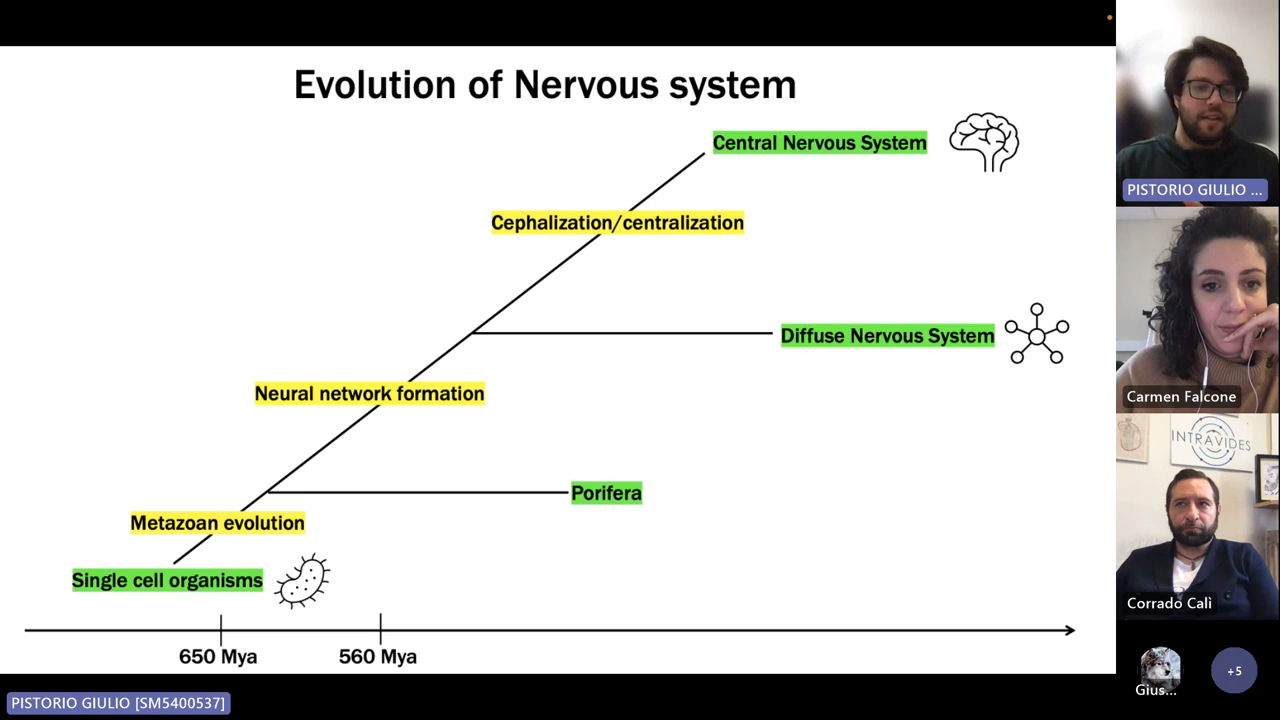 Evolution of Nervous system
Central Nervous System
Cephalization/centralization
Diffuse Nervous System
Neural network formation
Porifera
Metazoan evolution
Single cell organisms
650 Mya
560 Mya
PISTORIO GIULIO [SM5400537]
PISTORIO GIULIO ...
Carmen Falcone
INTRAVIDES
Corrado Calì
Gius...
+5